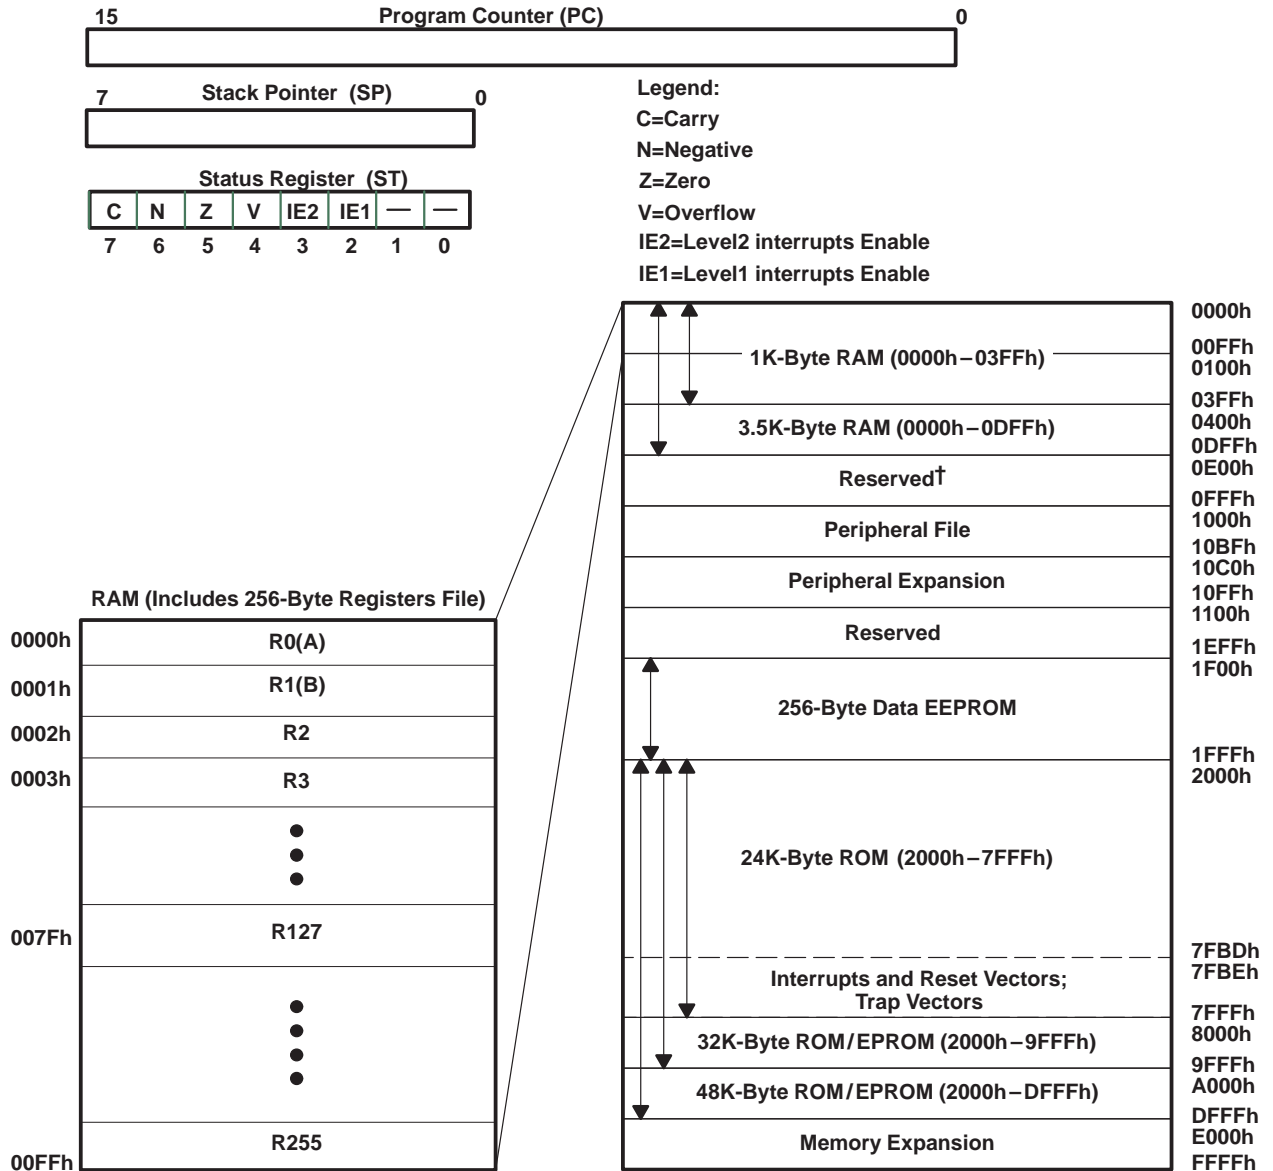 15 Program Counter (PC) 0
7 Stack Pointer (SP) 0
Status Register (ST)
C N Z V IE2 IE1 — —
7 6 5 4 3 2 1 0
Legend:
C=Carry
N=Negative
Z=Zero
V=Overflow
IE2=Level2 interrupts Enable
IE1=Level1 interrupts Enable
RAM (Includes 256-Byte Registers File)
0000h R0(A)
0001h R1(B)
0002h R2
0003h R3
007Fh R127
00FFh R255
0000h
1K-Byte RAM (0000h–03FFh)
00FFh
0100h
03FFh
0400h
3.5K-Byte RAM (0000h–0DFFh)
0DFFh
0E00h
Reserved†
0FFFh
1000h
Peripheral File
10BFh
10C0h
Peripheral Expansion
10FFh
1100h
Reserved
1EFFh
1F00h
256-Byte Data EEPROM
1FFFh
2000h
24K-Byte ROM (2000h–7FFFh)
7FBDh
7FBEh
Interrupts and Reset Vectors;
Trap Vectors
7FFFh
8000h
32K-Byte ROM/EPROM (2000h–9FFFh)
9FFFh
A000h
48K-Byte ROM/EPROM (2000h–DFFFh)
DFFFh
E000h
Memory Expansion
FFFFh